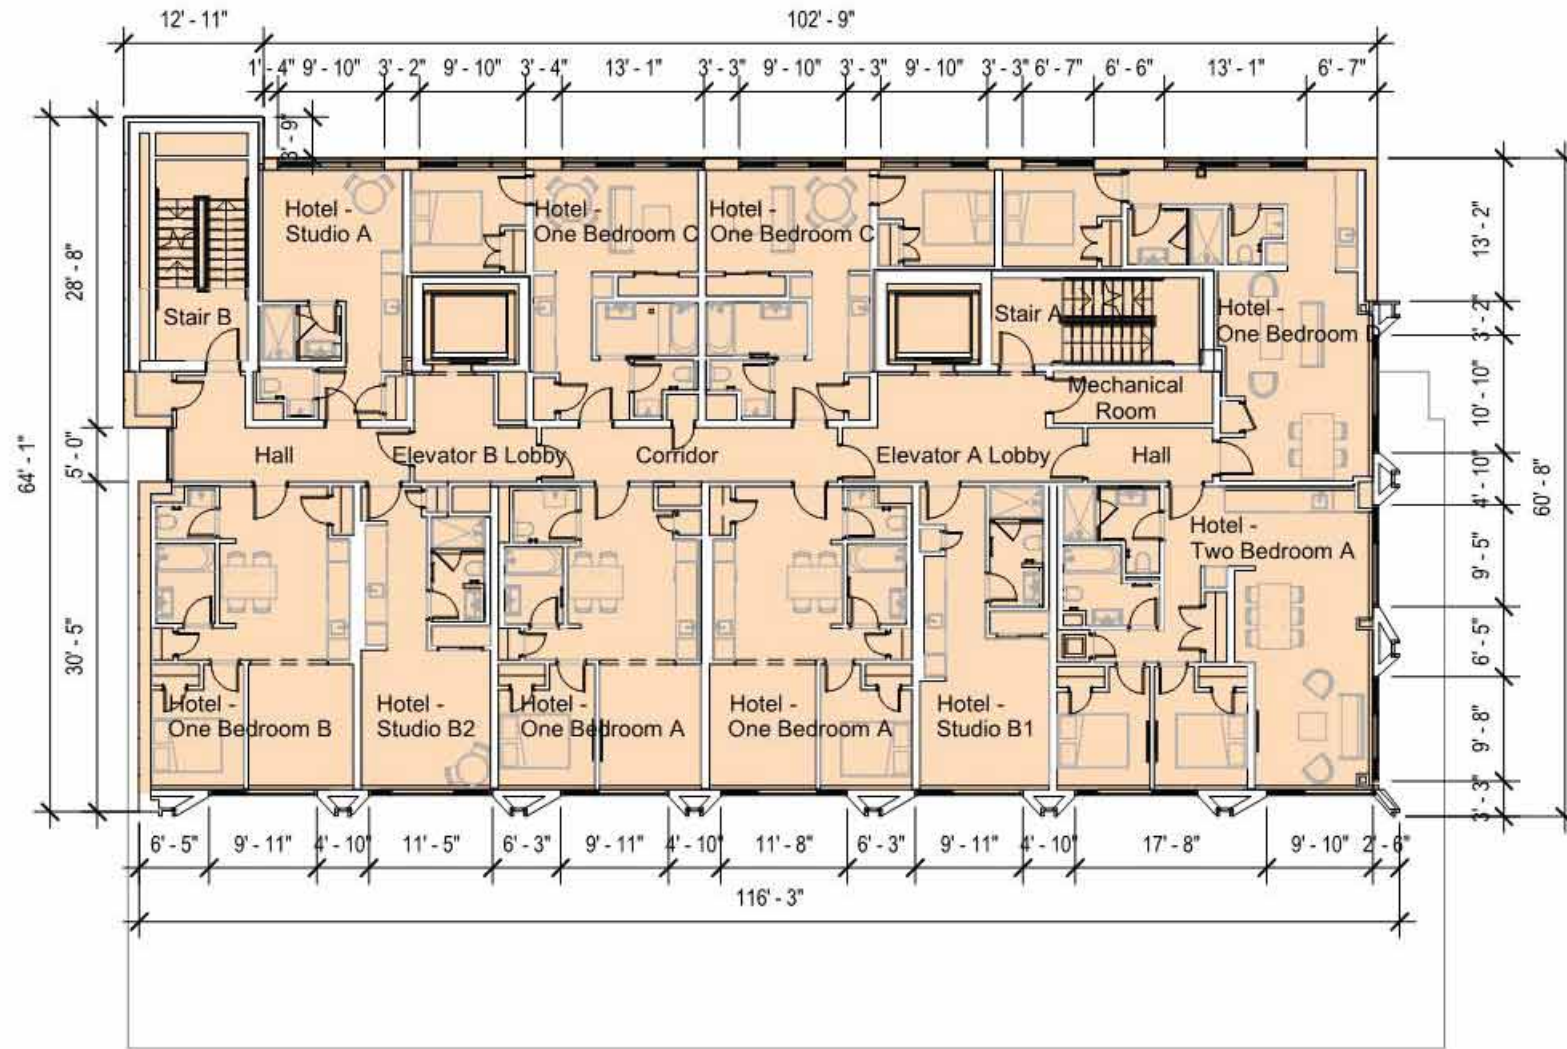 12' - 11"
102' - 9"
1' - 4"
9' - 10"
3' - 2"
9' - 10"
3' - 4"
13' - 1"
3' - 3"
9' - 10"
3' - 3"
9' - 10"
3' - 3"
6' - 7"
6' - 6"
13' - 1"
6' - 7"
3' - 9"
64' - 1"
28' - 8"
5' - 0"
30' - 5"
Hotel -
Studio A
Hotel -
One Bedroom C
Hotel -
One Bedroom C
Stair B
Stair A
Hotel -
One Bedroom
Mechanical
Room
Hall
Elevator B Lobby
Corridor
Elevator A Lobby
Hall
Hotel -
Two Bedroom A
Hotel -
One Bedroom B
Hotel -
Studio B2
Hotel -
One Bedroom A
Hotel -
One Bedroom A
Hotel -
Studio B1
13' - 2"
3' - 2"
10' - 10"
4' - 10"
9' - 5"
6' - 5"
9' - 8"
3' - 3"
60' - 8"
6' - 5"
9' - 11"
4' - 10"
11' - 5"
6' - 3"
9' - 11"
4' - 10"
11' - 8"
6' - 3"
9' - 11"
4' - 10"
17' - 8"
9' - 10"
2' - 6"
116' - 3"